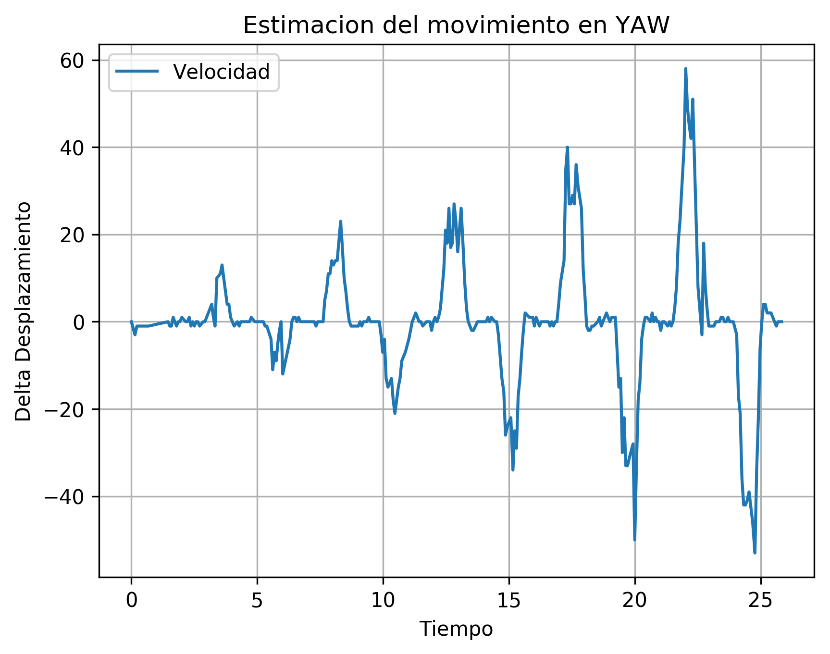 Estimacion del movimiento en YAW
Velocidad
Delta Desplazamiento
60
40
20
0
−20
−40
0 5 10 15 20 25
Tiempo